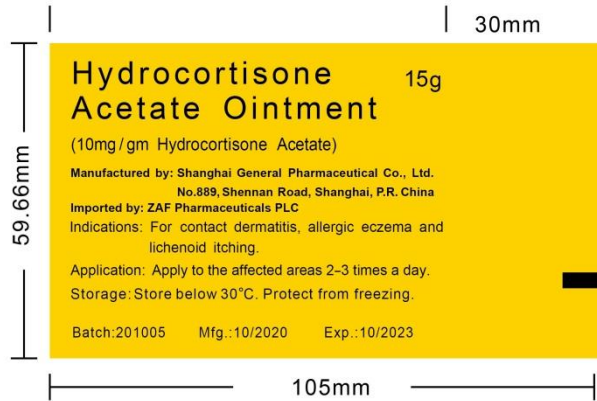 30mm
Hydrocortisone 15g
Acetate Ointment
(10mg/gm Hydrocortisone Acetate)
Manufactured by: Shanghai General Pharmaceutical Co., Ltd.
No.889, Shennan Road, Shanghai, P.R. China
Imported by: ZAF Pharmaceuticals PLC
Indications: For contact dermatitis, allergic eczema and
lichenoid itching.
Application: Apply to the affected areas 2-3 times a day.
Storage: Store below 30°C. Protect from freezing.
Batch:201005 Mfg.:10/2020 Exp.:10/2023
59.66mm
105mm